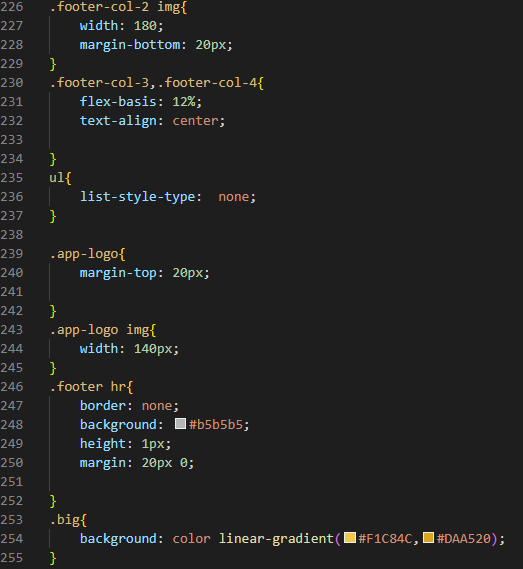 226 .footer-col-2 img{
227 width: 180;
228 margin-bottom: 20px;
229 }
230 .footer-col-3,.footer-col-4{
231 flex-basis: 12%;
232 text-align: center;
233
234 }
235 ul{
236 list-style-type:  none;
237 }
238
239 .app-logo{
240 margin-top: 20px;
241
242 }
243 .app-logo img{
244 width: 140px;
245 }
246 .footer hr{
247 border: none;
248 background: #b5b5b5;
249 height: 1px;
250 margin: 20px 0;
251
252 }
253 .big{
254 background: color linear-gradient(#F1C84C,#DAA520);
255 }